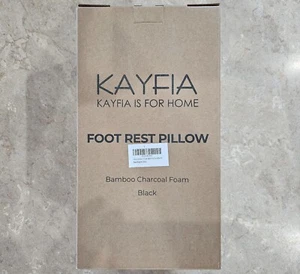 KAYFIA
KAYFIA IS FOR HOME
FOOT REST PILLOW
Bamboo Charcoal Foam
Black